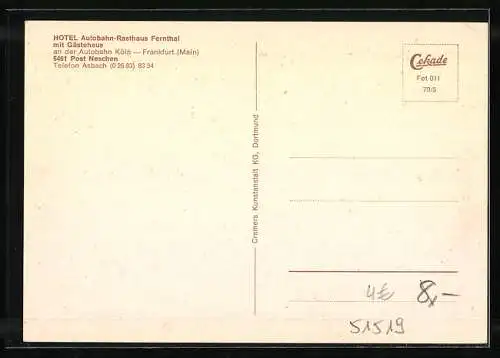 HOTEL Autobahn-Rasthaus Fernthal
mit Gästehaus
an der Autobahn Köln — Frankfurt (Main)
5461 Post Neschen
Telefon Asbach (0 26 83) 83 34
Cekade
Fet 011
70/5
Cramers Kunstanstalt KG, Dortmund
4€ 8,-
51519